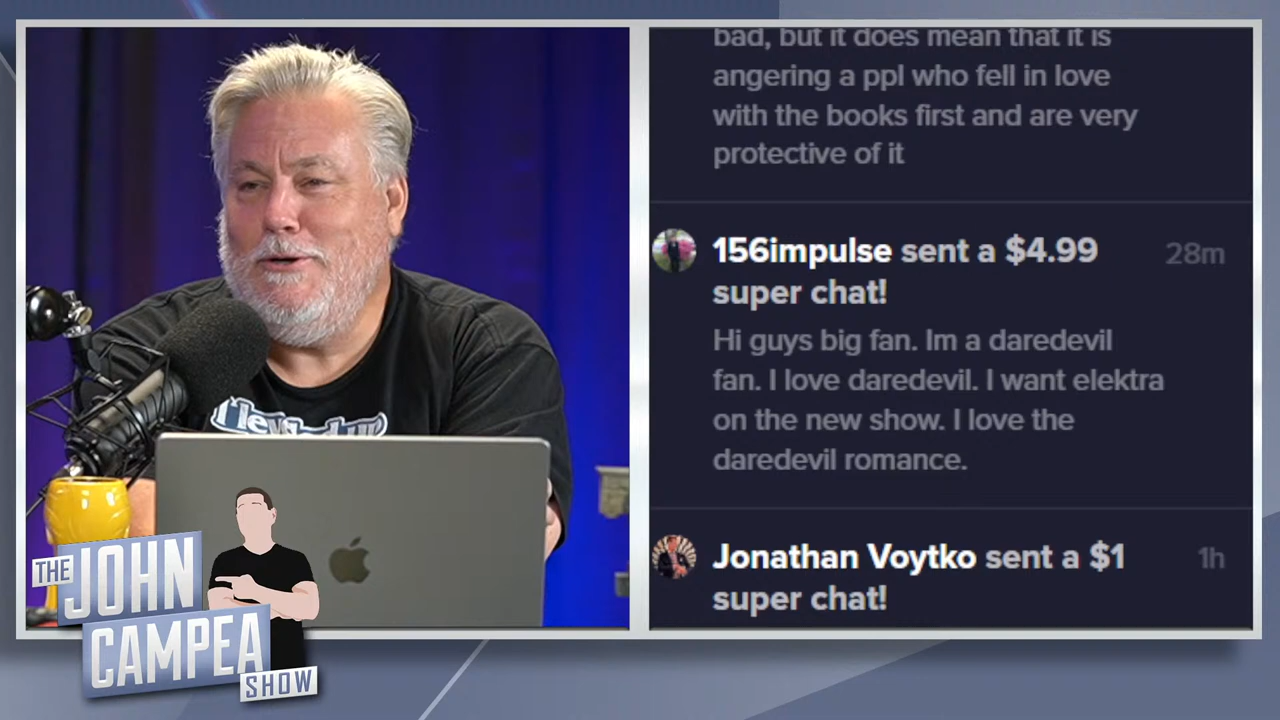 bad, but it does mean that it is
angering a ppl who fell in love
with the books first and are very
protective of it
156impulse sent a $4.99
28m
super chat!
Hi guys big fan. Im a daredevil
fan. I love daredevil. I want elektra
on the new show. I love the
daredevil romance.
Jonathan Voytko sent a $1
1h
super chat!
THE
JOHN
CAMPEA
SHOW